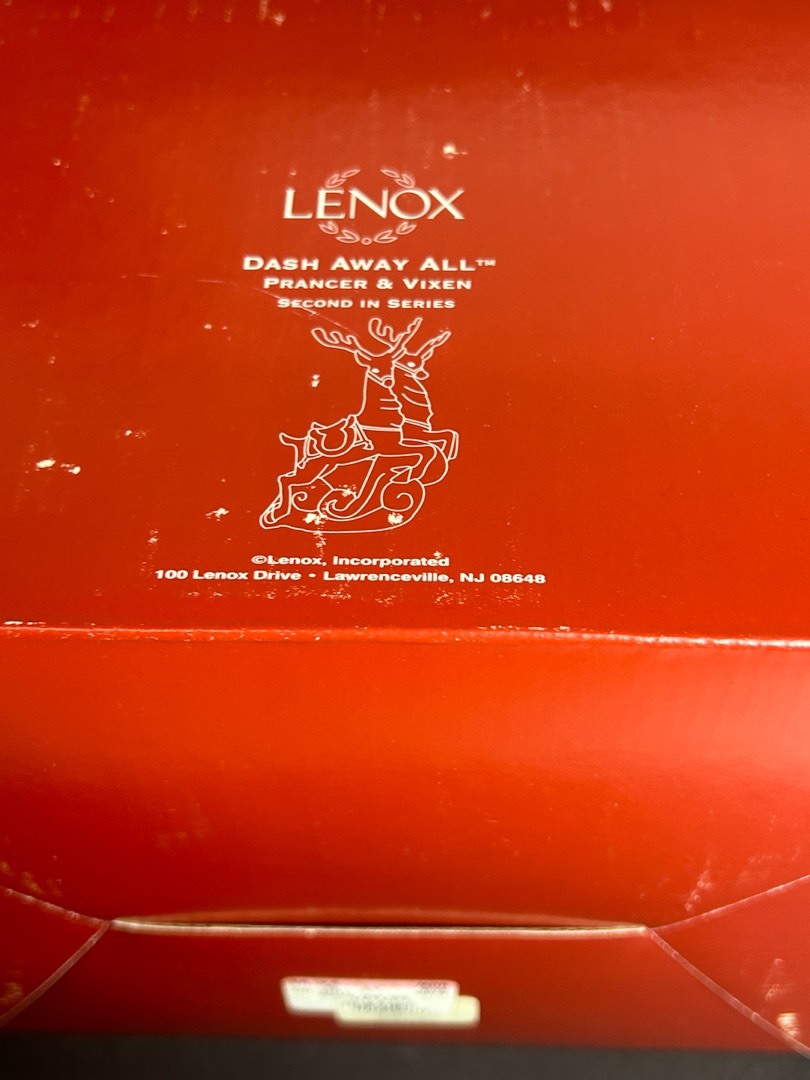 LENOX
DASH AWAY ALL™
PRANCER & VIXEN
SECOND IN SERIES
©Lenox, Incorporated
100 Lenox Drive • Lawrenceville, NJ 08648